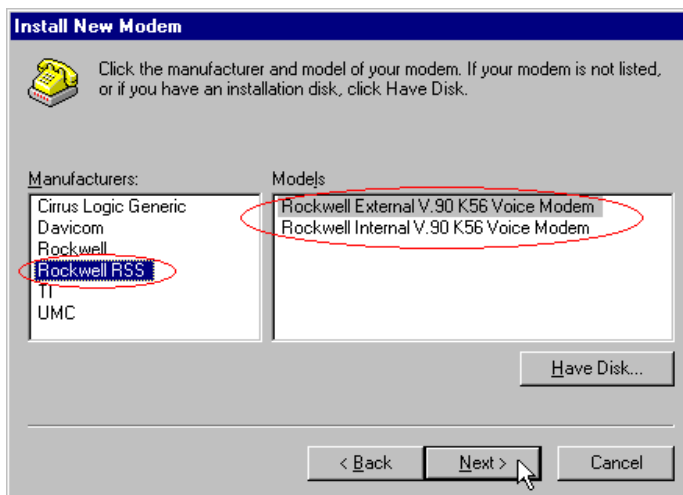 Install New Modem
Click the manufacturer and model of your modem. If your modem is not listed,
or if you have an installation disk, click Have Disk.
Manufacturers:
Models
Cirrus Logic Generic
Davicom
Rockwell
Rockwell RSS
TI
UMC
Rockwell External V.90 K56 Voice Modem
Rockwell Internal V.90 K56 Voice Modem
Have Disk...
< Back
Next >
Cancel